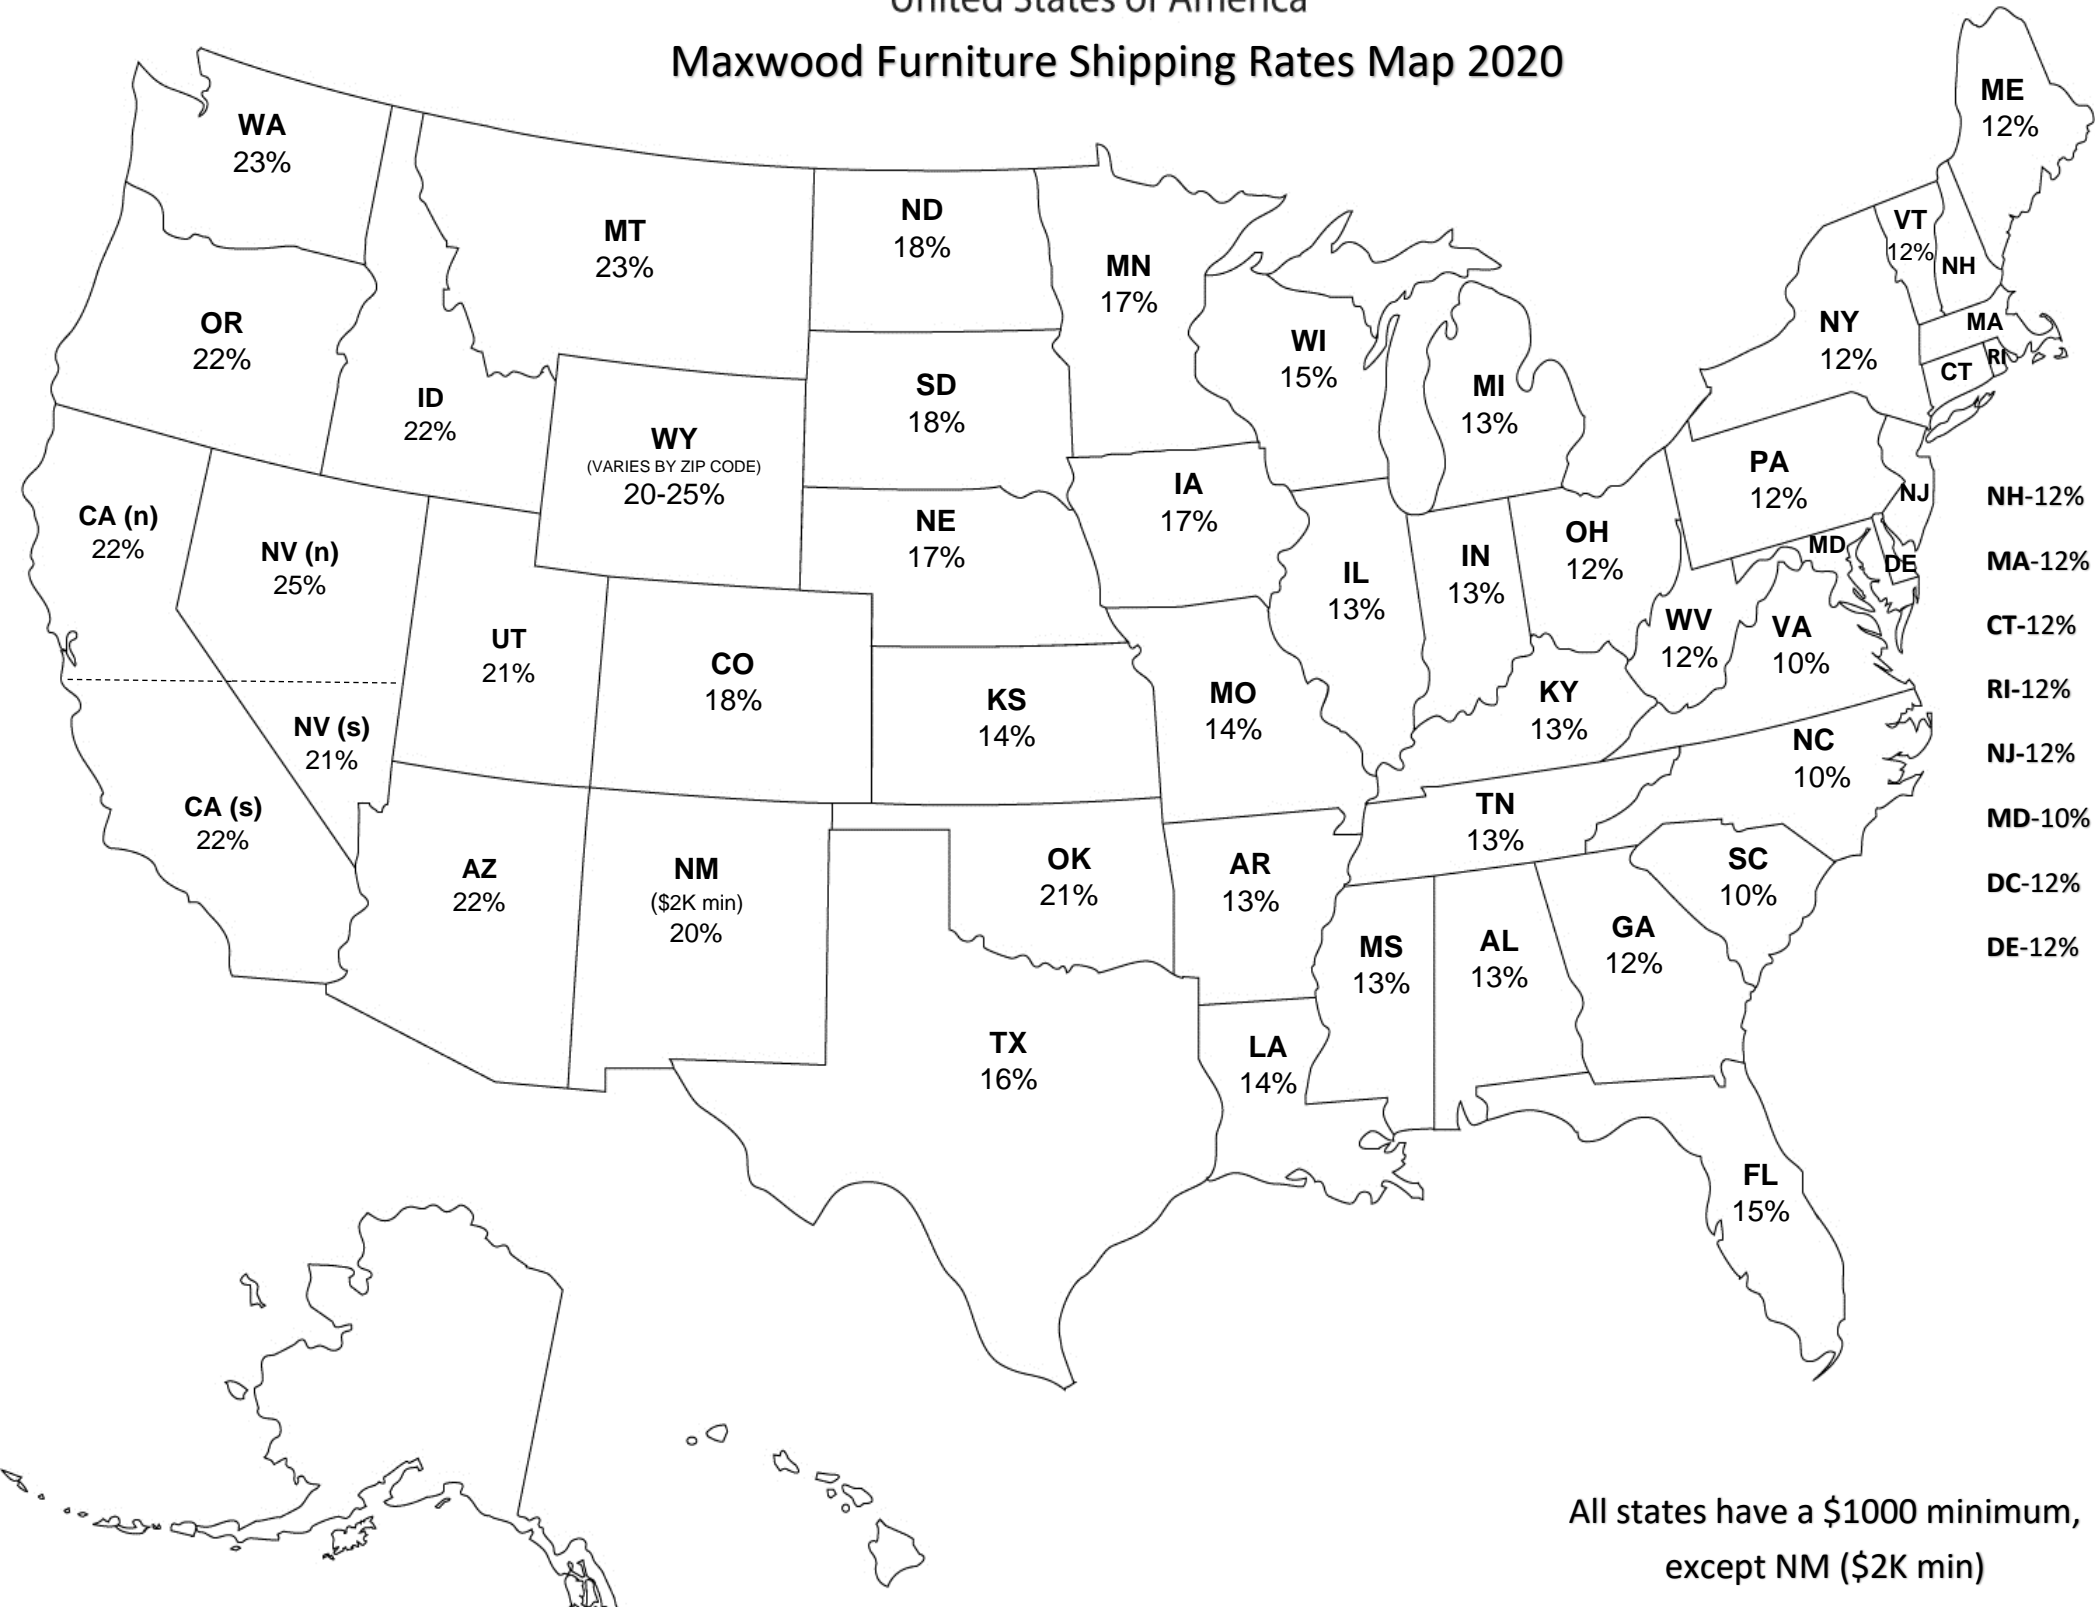 United States of America
Maxwood Furniture Shipping Rates Map 2020
WA
23%
MT
23%
ND
18%
MN
17%
ME
12%
VT
12%
NH
OR
22%
ID
22%
WY
(VARIES BY ZIP CODE)
20-25%
SD
18%
WI
15%
MI
13%
NY
12%
MA
CT
RI
CA (n)
22%
NV (n)
25%
NE
17%
IA
17%
PA
12%
NJ
UT
21%
CO
18%
IL
13%
IN
13%
OH
12%
MD
DE
WV
12%
VA
10%
NV (s)
21%
KS
14%
MO
14%
KY
13%
NC
10%
CA (s)
22%
AZ
22%
NM
($2K min)
20%
OK
21%
AR
13%
TN
13%
SC
10%
TX
16%
LA
14%
MS
13%
AL
13%
GA
12%
FL
15%
NH-12%
MA-12%
CT-12%
RI-12%
NJ-12%
MD-10%
DC-12%
DE-12%
All states have a $1000 minimum,
except NM ($2K min)